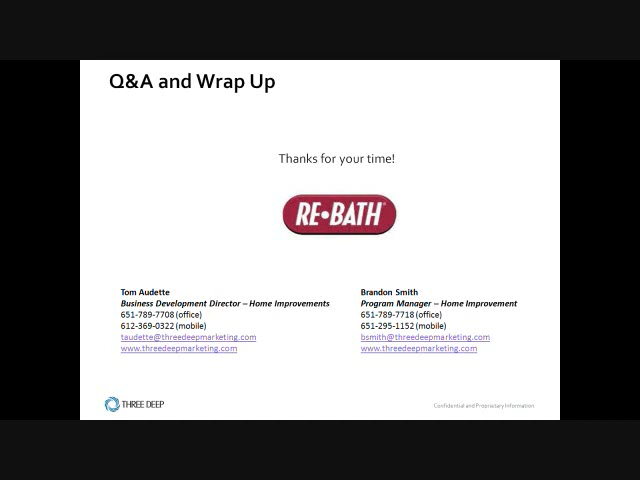 Q&A and Wrap Up
Thanks for your time!
RE•BATH
Tom Audette
Business Development Director – Home Improvements
651-789-7708 (office)
612-369-0322 (mobile)
taudette@threedeepmarketing.com
www.threedeepmarketing.com
Brandon Smith
Program Manager – Home Improvement
651-789-7718 (office)
651-295-1152 (mobile)
bsmith@threedeepmarketing.com
www.threedeepmarketing.com
THREE DEEP
Confidential and Proprietary Information